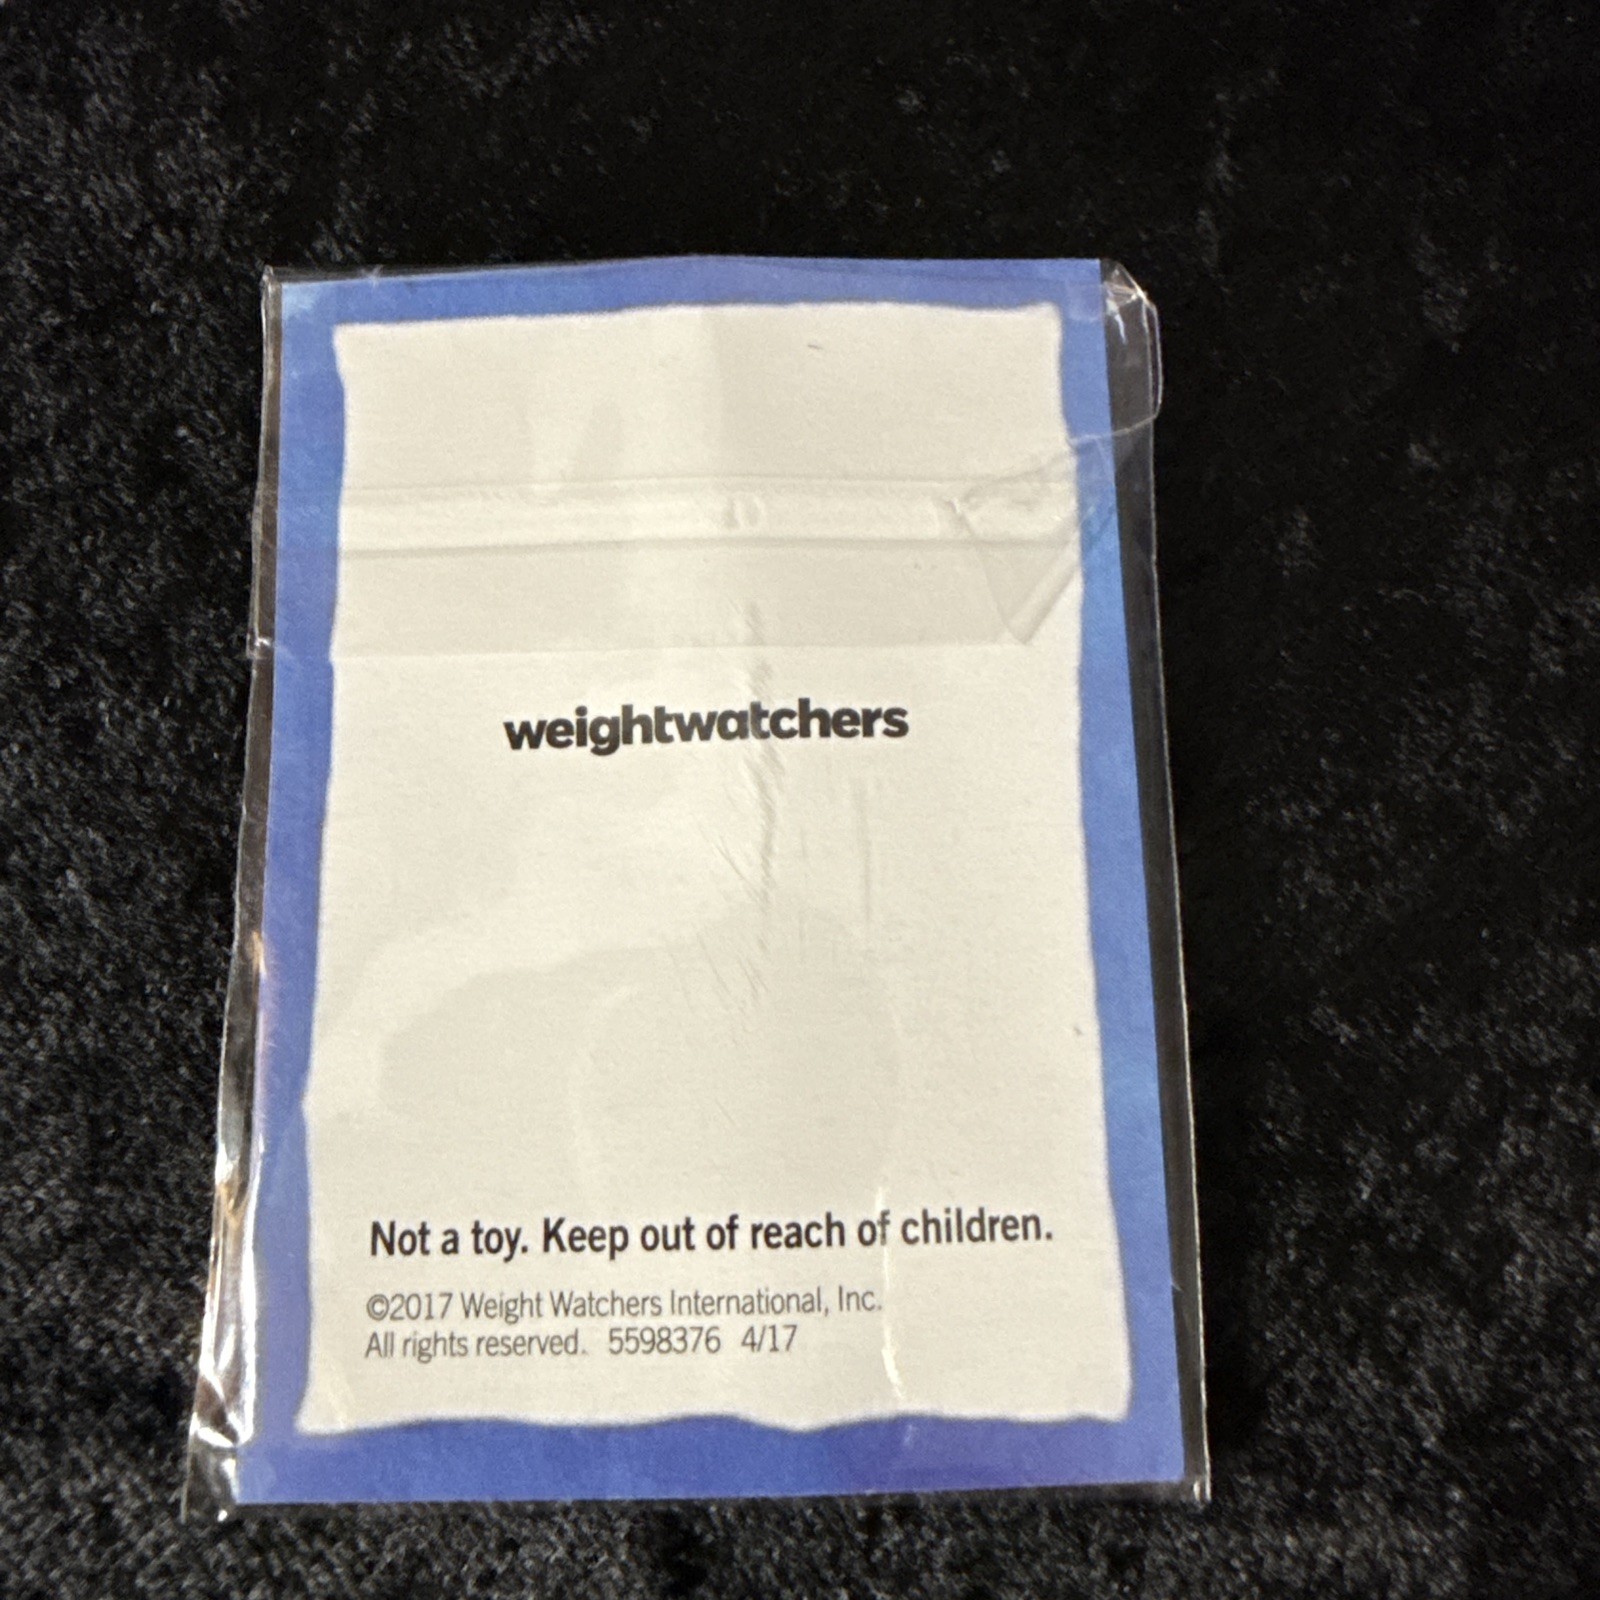 weightwatchers
Not a toy. Keep out of reach of children.
©2017 Weight Watchers International, Inc.
All rights reserved. 5598376 4/17